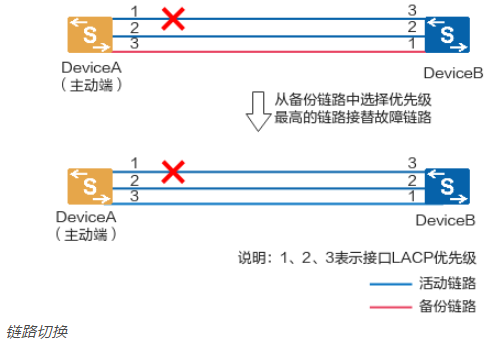 1 3
S S
2 2
3 1
DeviceA
（主动端）
DeviceB
从备份链路中选择优先级
最高的链路接替故障链路
1 3
S S
2 2
3 1
DeviceA
（主动端）
DeviceB
说明：1、2、3表示接口LACP优先级
活动链路
备份链路
链路切换